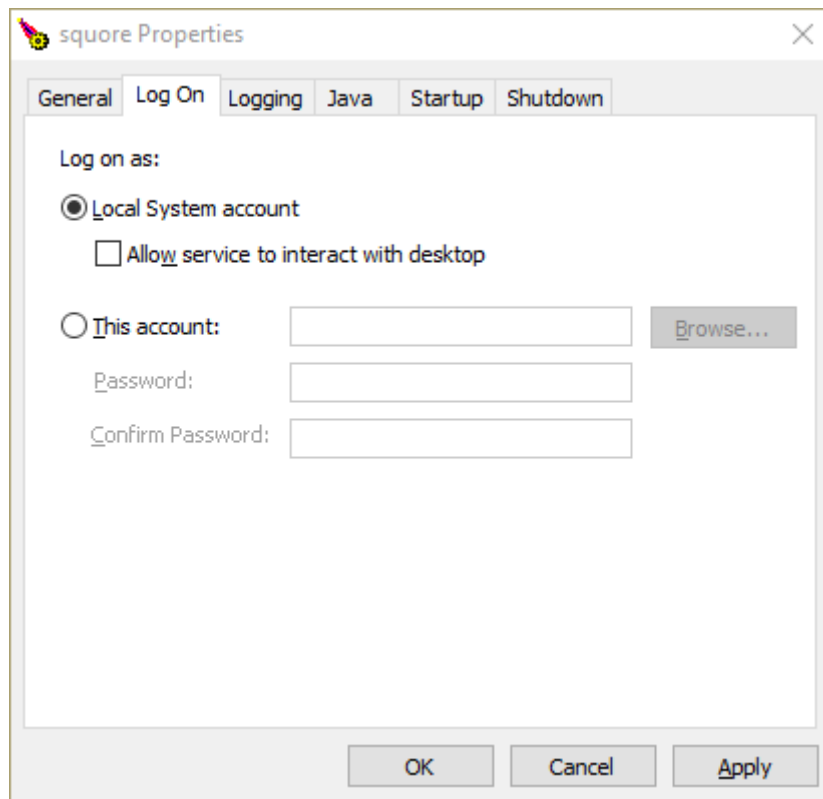 squore Properties
General Log On Logging Java Startup Shutdown
Log on as:
Local System account
Allow service to interact with desktop
This account:
Browse...
Password:
Confirm Password:
OK Cancel Apply